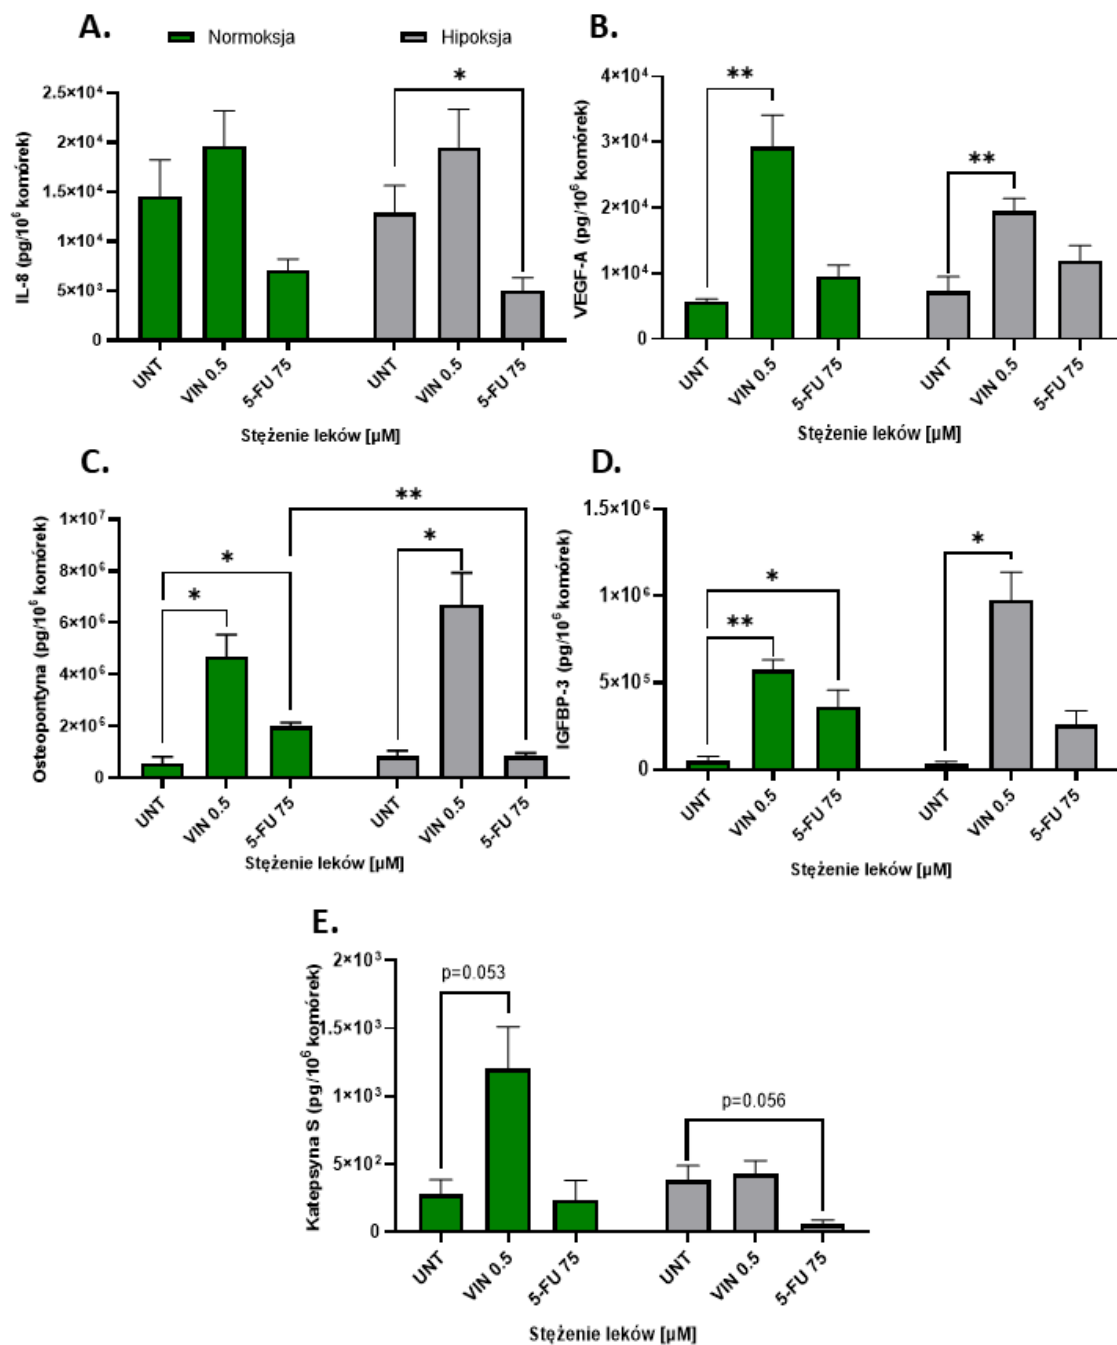 A.
Normoksja
Hipoksja
IL-8 (pg/10⁶ komórek)
2.5×10⁴
2×10⁴
1.5×10⁴
1×10⁴
5×10³
0
*
UNT
VIN 0.5
5-FU 75
UNT
VIN 0.5
5-FU 75
Stężenie leków [µM]
B.
VEGF-A (pg/10⁶ komórek)
4×10⁴
3×10⁴
2×10⁴
1×10⁴
0
**
**
UNT
VIN 0.5
5-FU 75
UNT
VIN 0.5
5-FU 75
Stężenie leków [µM]
C.
Osteopontyna (pg/10⁶ komórek)
1×10⁷
8×10⁶
6×10⁶
4×10⁶
2×10⁶
0
**
*
*
*
UNT
VIN 0.5
5-FU 75
UNT
VIN 0.5
5-FU 75
Stężenie leków [µM]
D.
IGFBP-3 (pg/10⁶ komórek)
1.5×10⁶
1×10⁶
5×10⁵
0
*
*
**
UNT
VIN 0.5
5-FU 75
UNT
VIN 0.5
5-FU 75
Stężenie leków [µM]
E.
Katepsyna S (pg/10⁶ komórek)
2×10³
1.5×10³
1×10³
5×10²
0
p=0.053
p=0.056
UNT
VIN 0.5
5-FU 75
UNT
VIN 0.5
5-FU 75
Stężenie leków [µM]